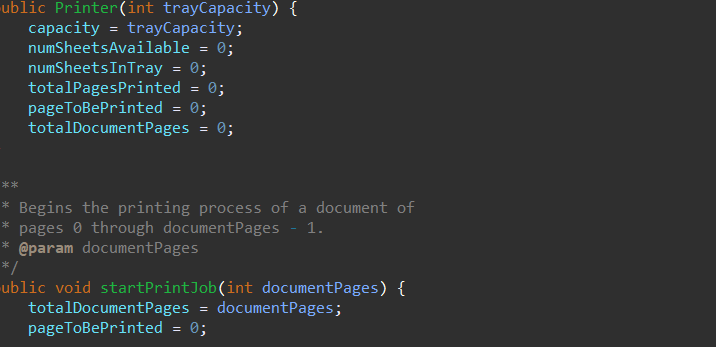 ublic Printer(int trayCapacity) {
capacity = trayCapacity;
numSheetsAvailable = 0;
numSheetsInTray = 0;
totalPagesPrinted = 0;
pageToBePrinted = 0;
totalDocumentPages = 0;
**
* Begins the printing process of a document of
* pages 0 through documentPages - 1.
* @param documentPages
*/
ublic void startPrintJob(int documentPages) {
totalDocumentPages = documentPages;
pageToBePrinted = 0;